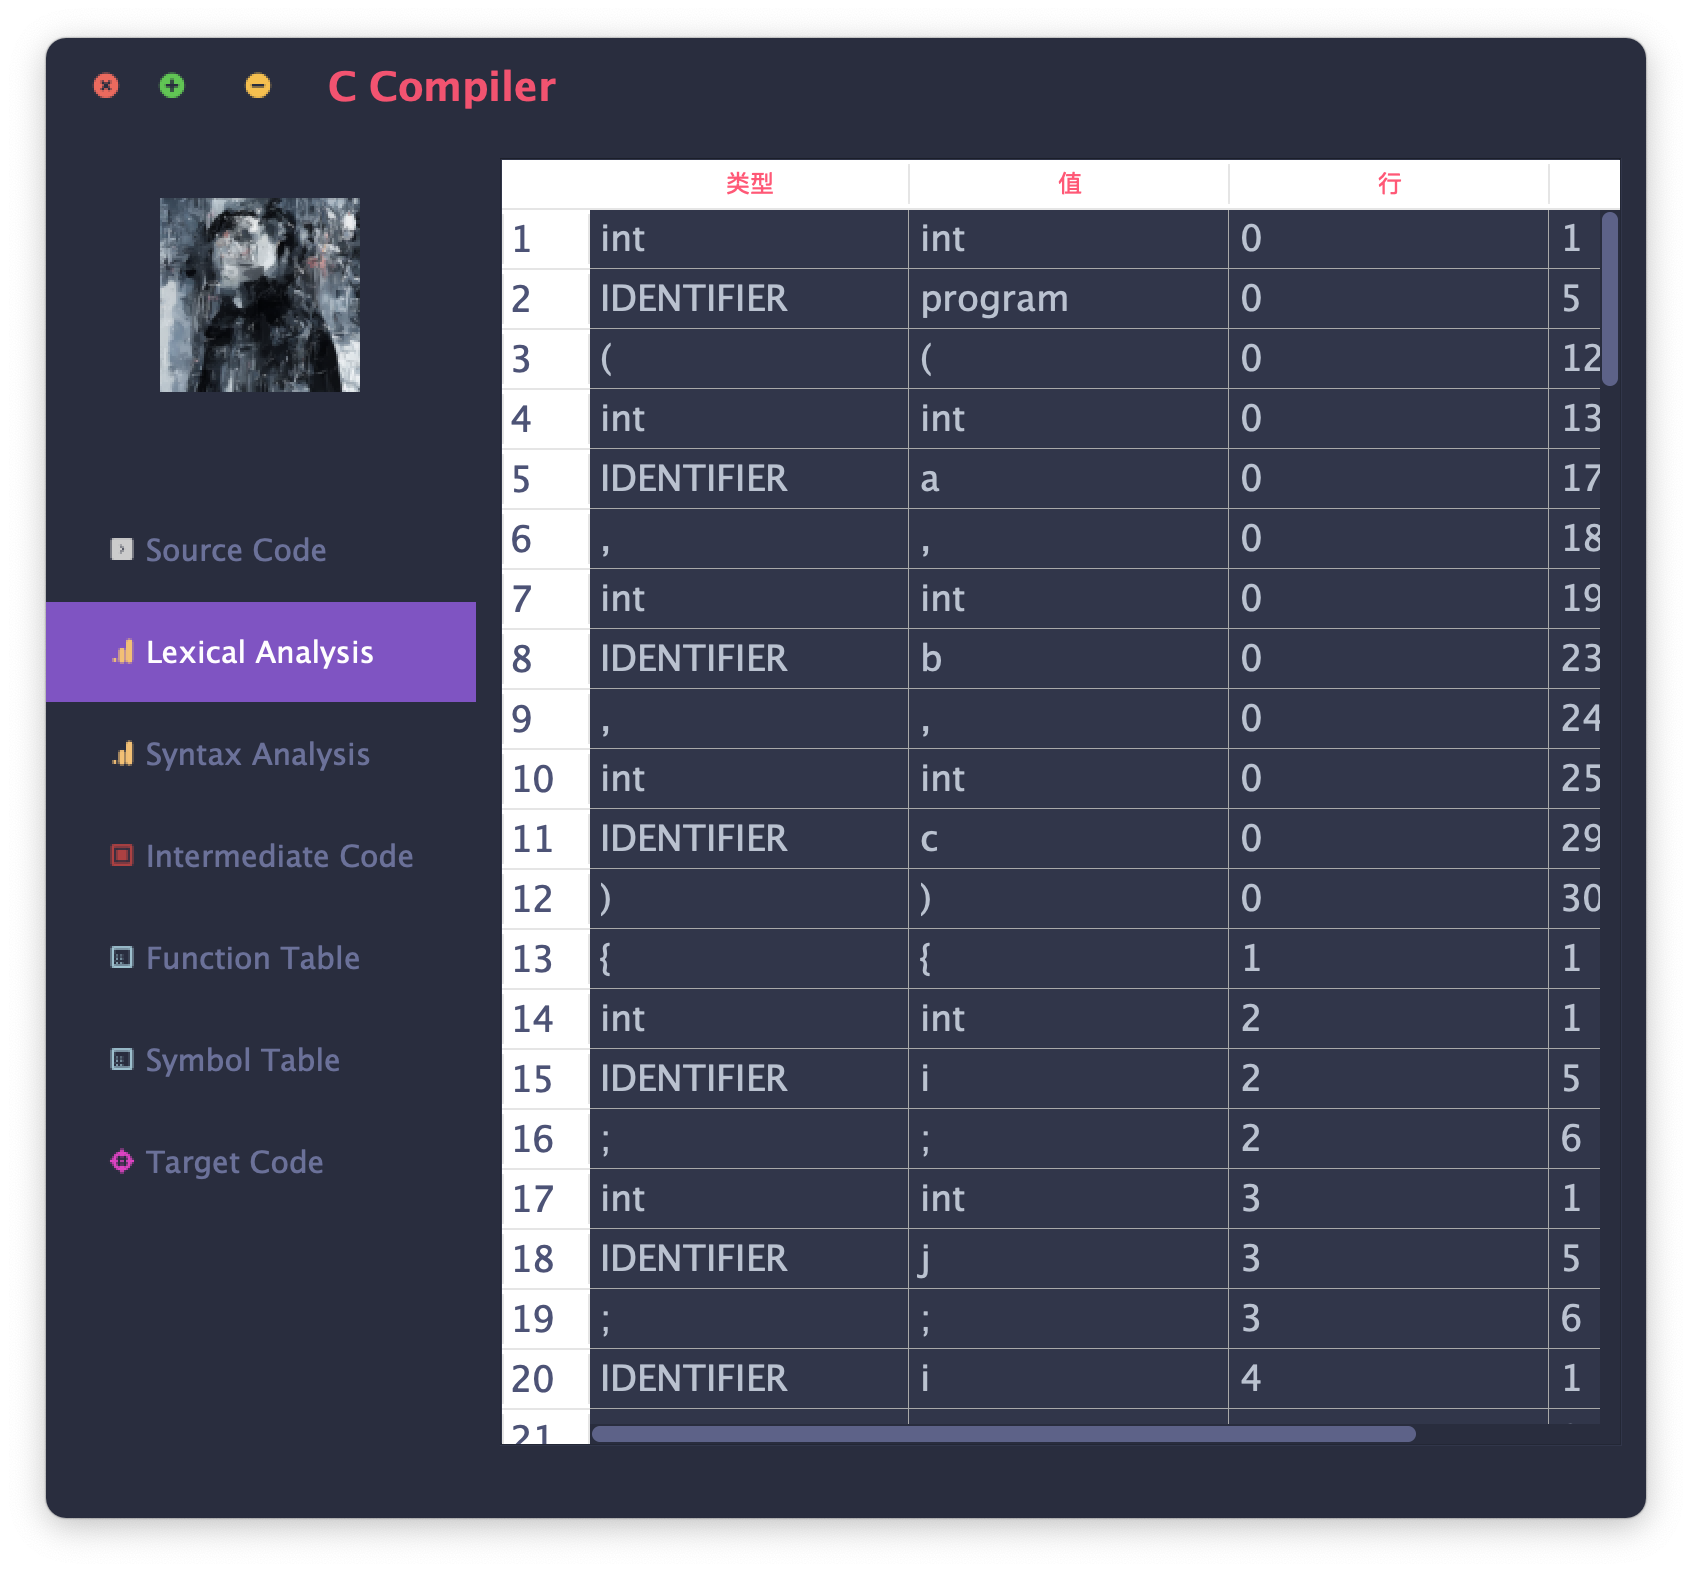 C Compiler
Source Code
Lexical Analysis
Syntax Analysis
Intermediate Code
Function Table
Symbol Table
Target Code
类型 值 行
1 int int 0 1
2 IDENTIFIER program 0 5
3 ( ( 0 12
4 int int 0 13
5 IDENTIFIER a 0 17
6 , , 0 18
7 int int 0 19
8 IDENTIFIER b 0 23
9 , , 0 24
10 int int 0 25
11 IDENTIFIER c 0 29
12 ) ) 0 30
13 { { 1 1
14 int int 2 1
15 IDENTIFIER i 2 5
16 ; ; 2 6
17 int int 3 1
18 IDENTIFIER j 3 5
19 ; ; 3 6
20 IDENTIFIER i 4 1
21